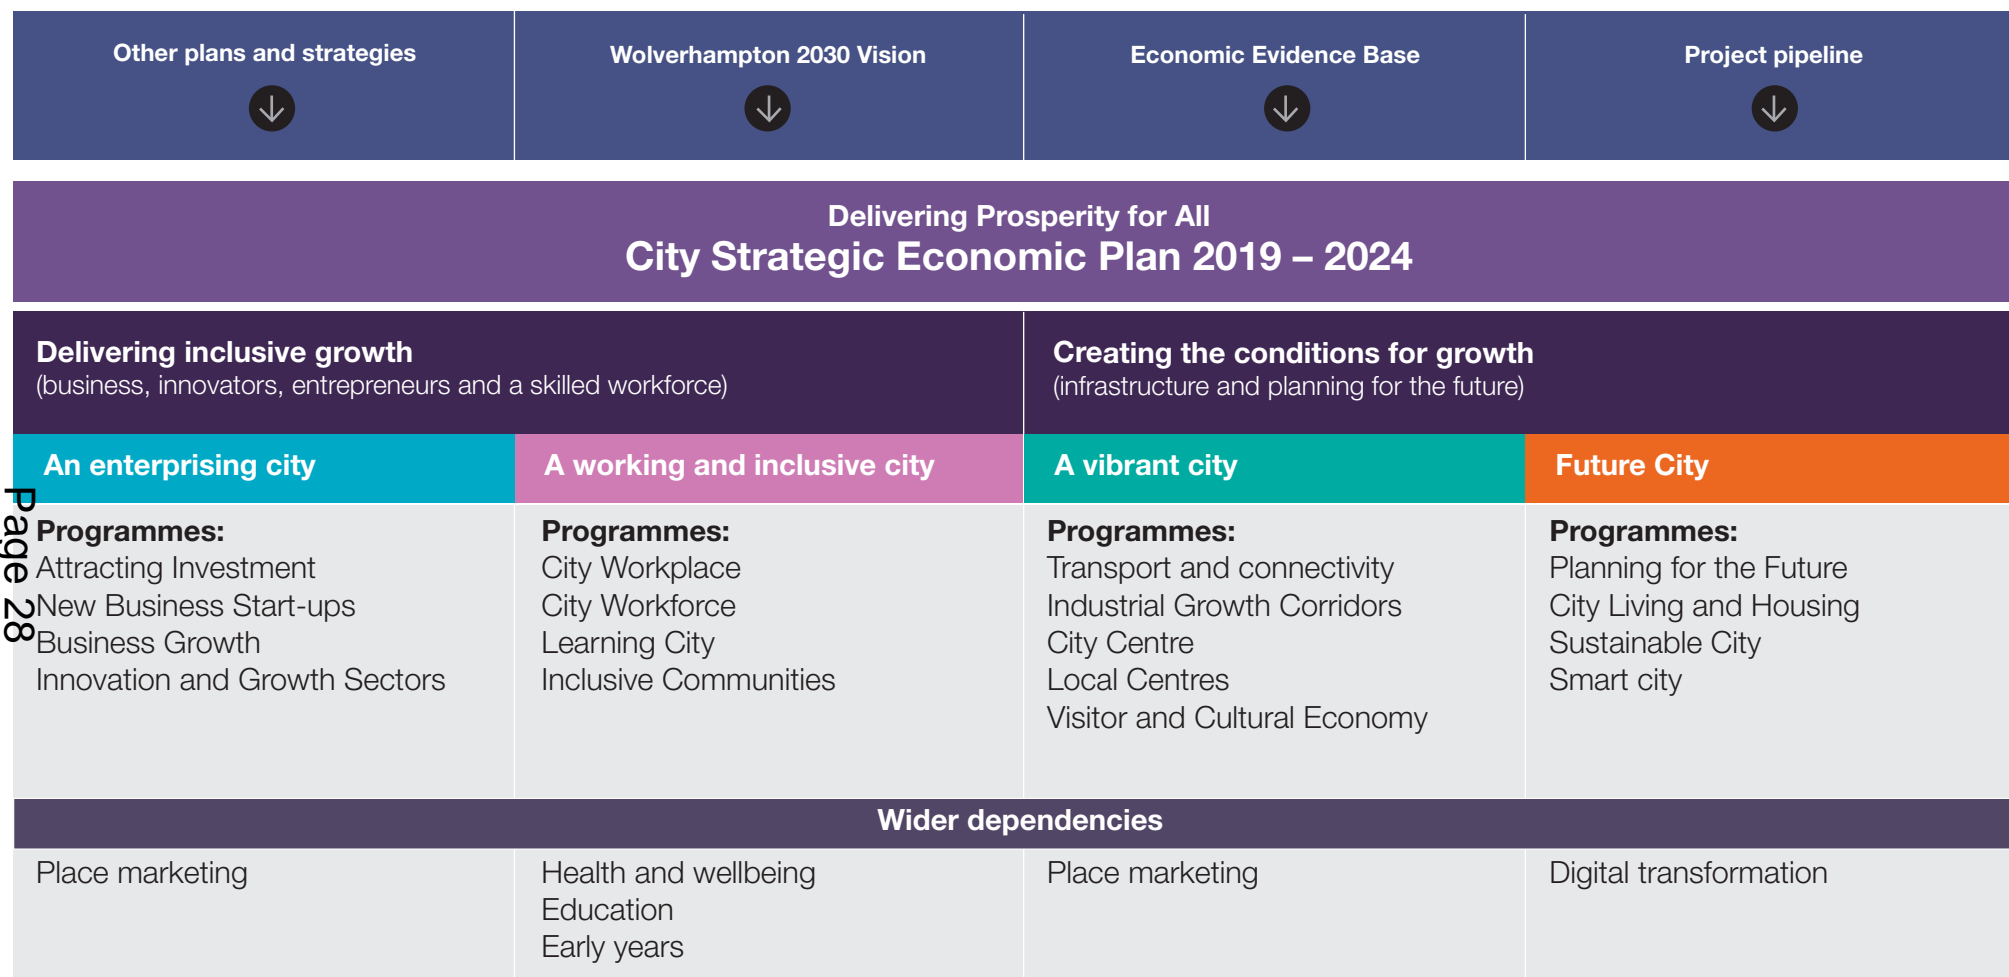 Other plans and strategies
Wolverhampton 2030 Vision
Economic Evidence Base
Project pipeline
Delivering Prosperity for All
City Strategic Economic Plan 2019 – 2024
Delivering inclusive growth
(business, innovators, entrepreneurs and a skilled workforce)
Creating the conditions for growth
(infrastructure and planning for the future)
An enterprising city
A working and inclusive city
A vibrant city
Future City
Programmes:
Attracting Investment
New Business Start-ups
Business Growth
Innovation and Growth Sectors
Programmes:
City Workplace
City Workforce
Learning City
Inclusive Communities
Programmes:
Transport and connectivity
Industrial Growth Corridors
City Centre
Local Centres
Visitor and Cultural Economy
Programmes:
Planning for the Future
City Living and Housing
Sustainable City
Smart city
Wider dependencies
Place marketing
Health and wellbeing
Education
Early years
Place marketing
Digital transformation
Page 28